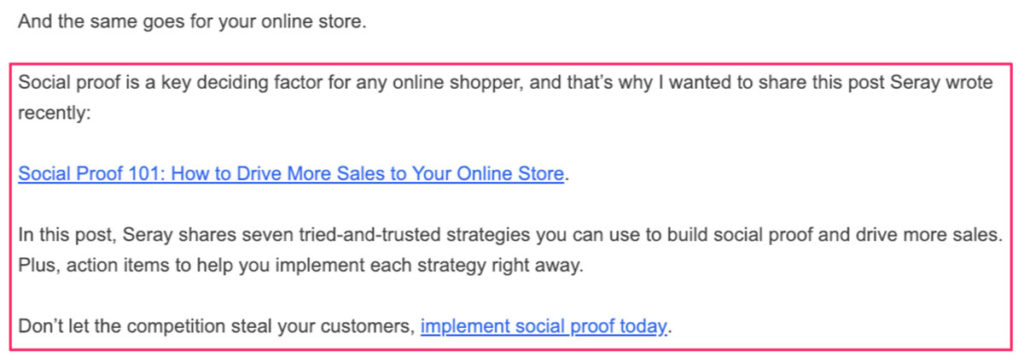 And the same goes for your online store.
Social proof is a key deciding factor for any online shopper, and that’s why I wanted to share this post Seray wrote
recently:
Social Proof 101: How to Drive More Sales to Your Online Store.
In this post, Seray shares seven tried-and-trusted strategies you can use to build social proof and drive more sales.
Plus, action items to help you implement each strategy right away.
Don’t let the competition steal your customers, implement social proof today.